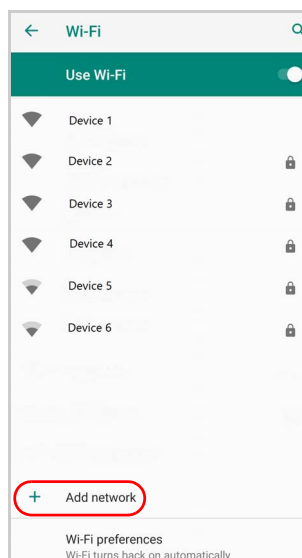 Wi-Fi
Use Wi-Fi
Device 1
Device 2
Device 3
Device 4
Device 5
Device 6
Add network
Wi-Fi preferences
Wi-Fi turns back on automatically